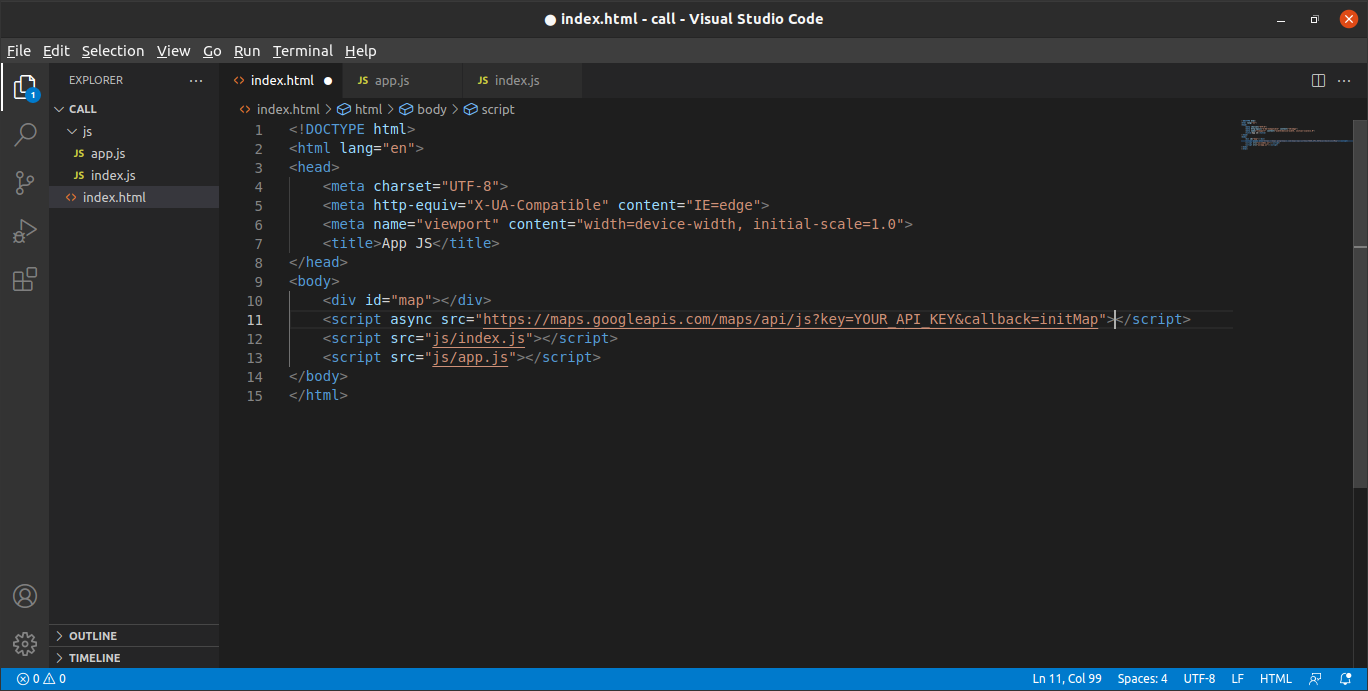 ● index.html - call - Visual Studio Code
File Edit Selection View Go Run Terminal Help
EXPLORER
1
CALL
js
JS app.js
JS index.js
<> index.html
OUTLINE
TIMELINE
<> index.html ● JS app.js JS index.js
<> index.html > html > body > script
1 <!DOCTYPE html>
2 <html lang="en">
3 <head>
4 <meta charset="UTF-8">
5 <meta http-equiv="X-UA-Compatible" content="IE=edge">
6 <meta name="viewport" content="width=device-width, initial-scale=1.0">
7 <title>App JS</title>
8 </head>
9 <body>
10 <div id="map"></div>
11 <script async src="https://maps.googleapis.com/maps/api/js?key=YOUR_API_KEY&callback=initMap"></script>
12 <script src="js/index.js"></script>
13 <script src="js/app.js"></script>
14 </body>
15 </html>
0 0 Ln 11, Col 99 Spaces: 4 UTF-8 LF HTML